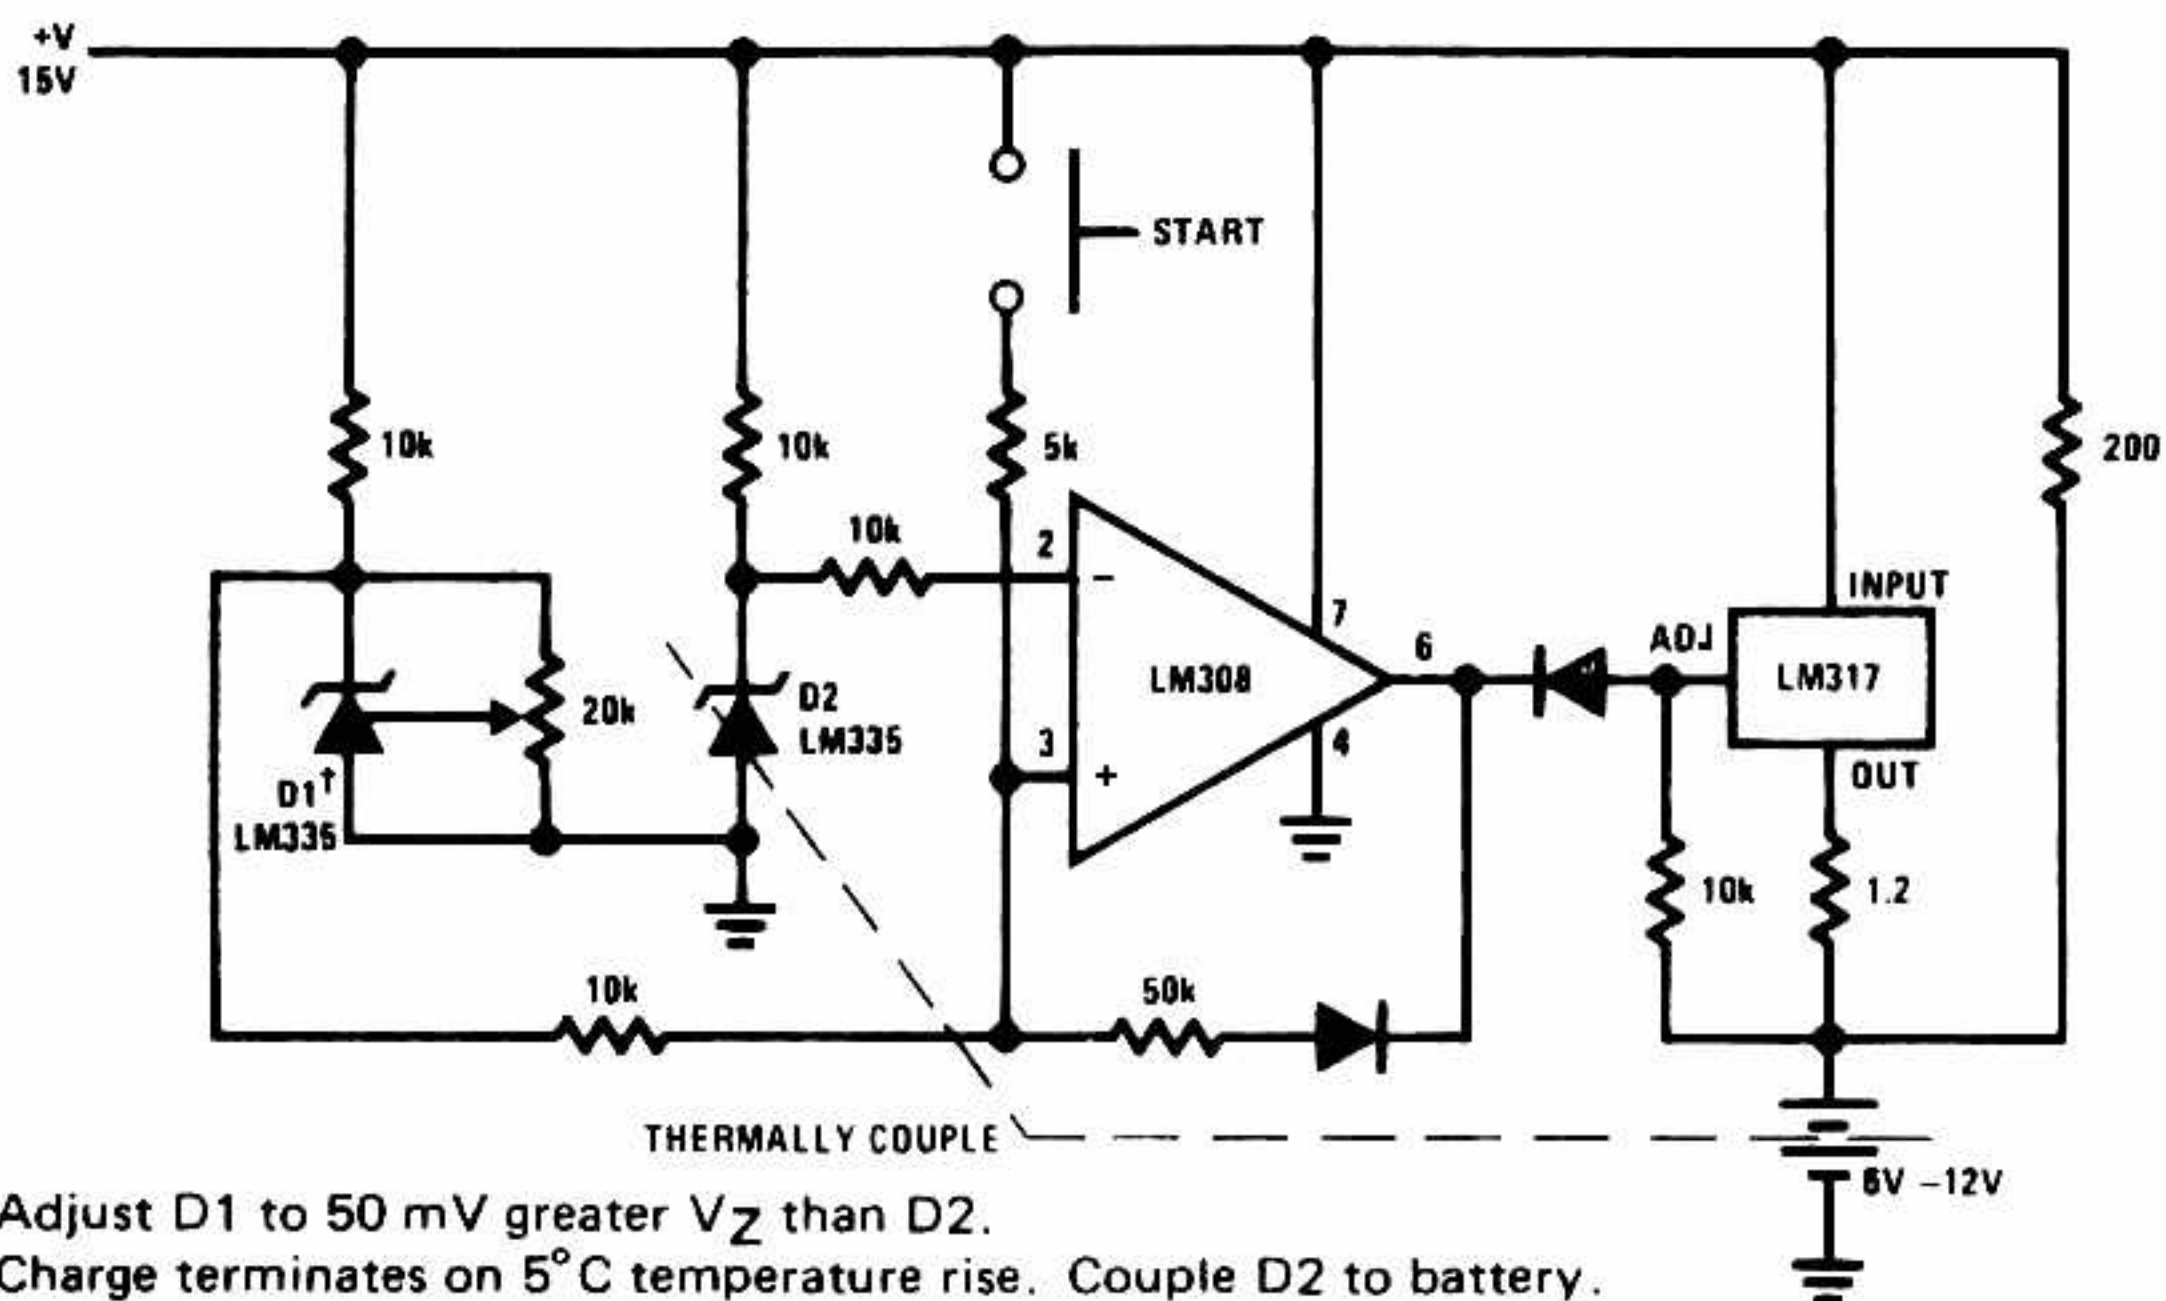 +V
15V
START
10k
10k
5k
200
10k
2
7
INPUT
6
ADJ
LM308
LM317
20k
D2
LM335
3
4
OUT
D1†
LM335
10k
1.2
10k
50k
THERMALLY COUPLE
6V -12V
Adjust D1 to 50 mV greater VZ than D2.
Charge terminates on 5°C temperature rise. Couple D2 to battery.